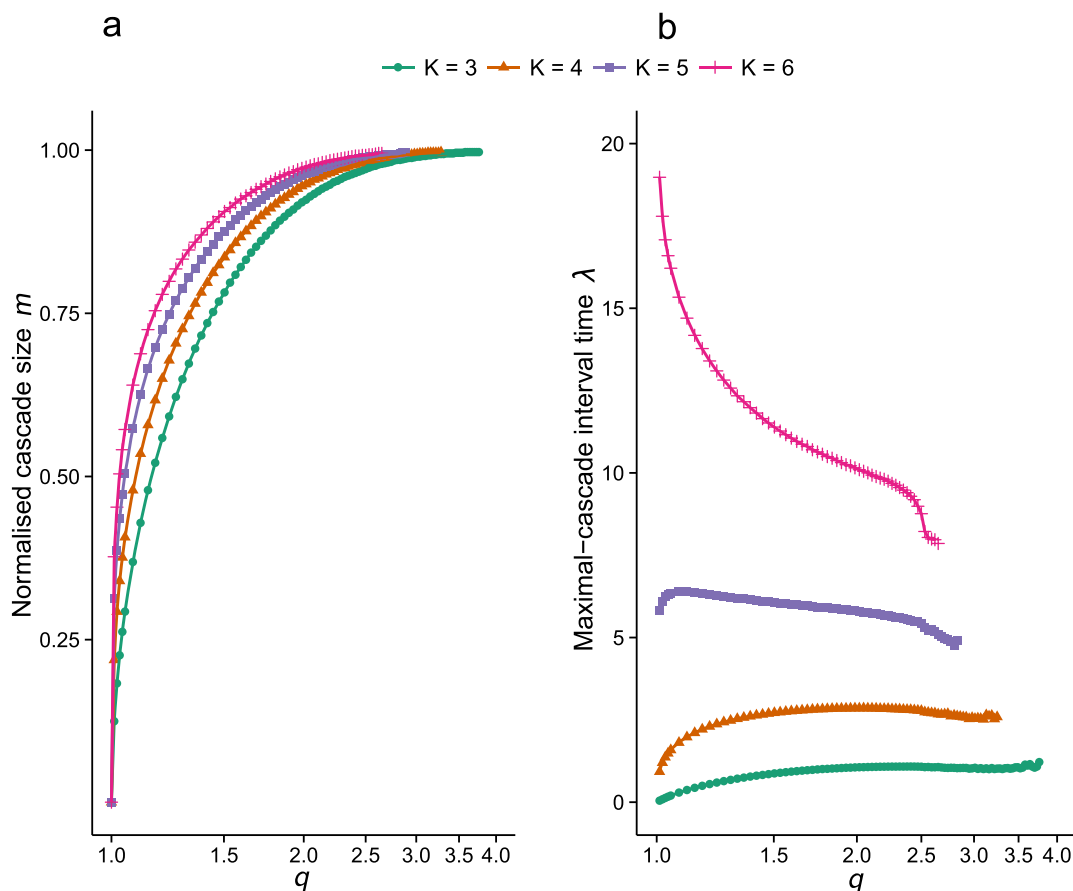 a
b
K = 3 K = 4 K = 5 K = 6
Normalised cascade size m
1.00
0.75
0.50
0.25
1.0 1.5 2.0 2.5 3.0 3.5 4.0
q
Maximal−cascade interval time λ
20
15
10
5
0
1.0 1.5 2.0 2.5 3.0 3.5 4.0
q